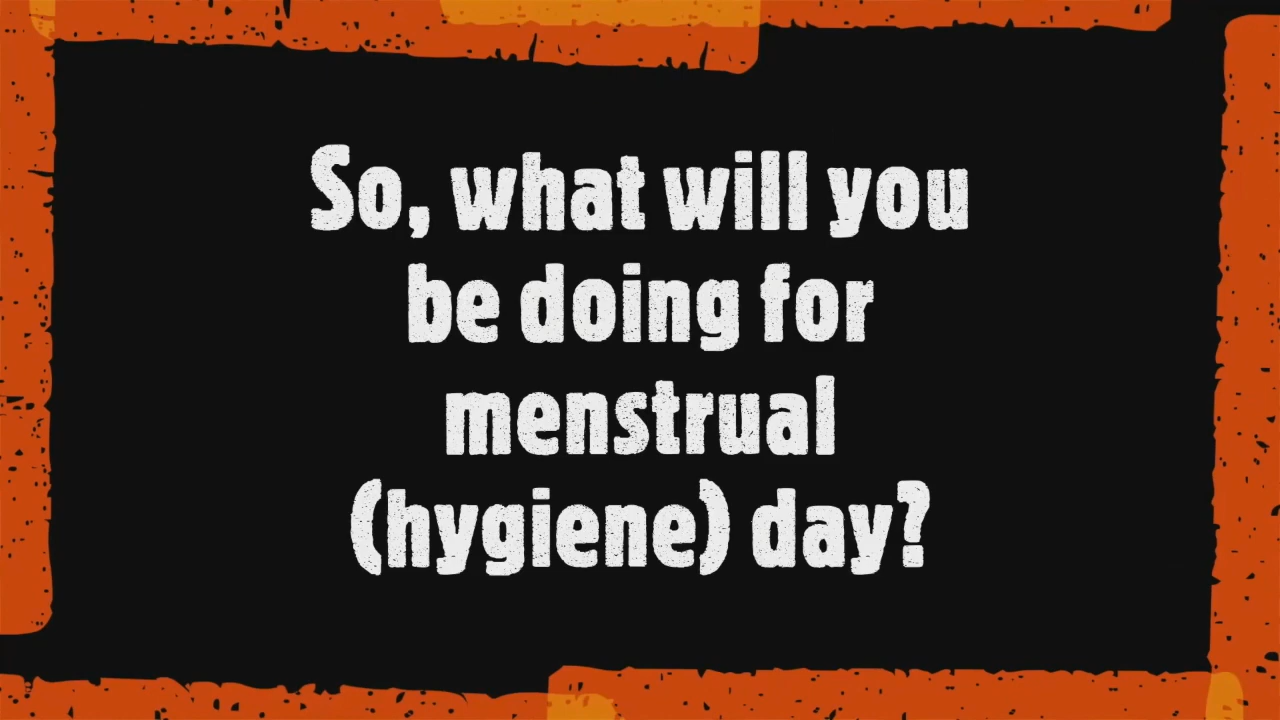 So, what will you
be doing for
menstrual
(hygiene) day?